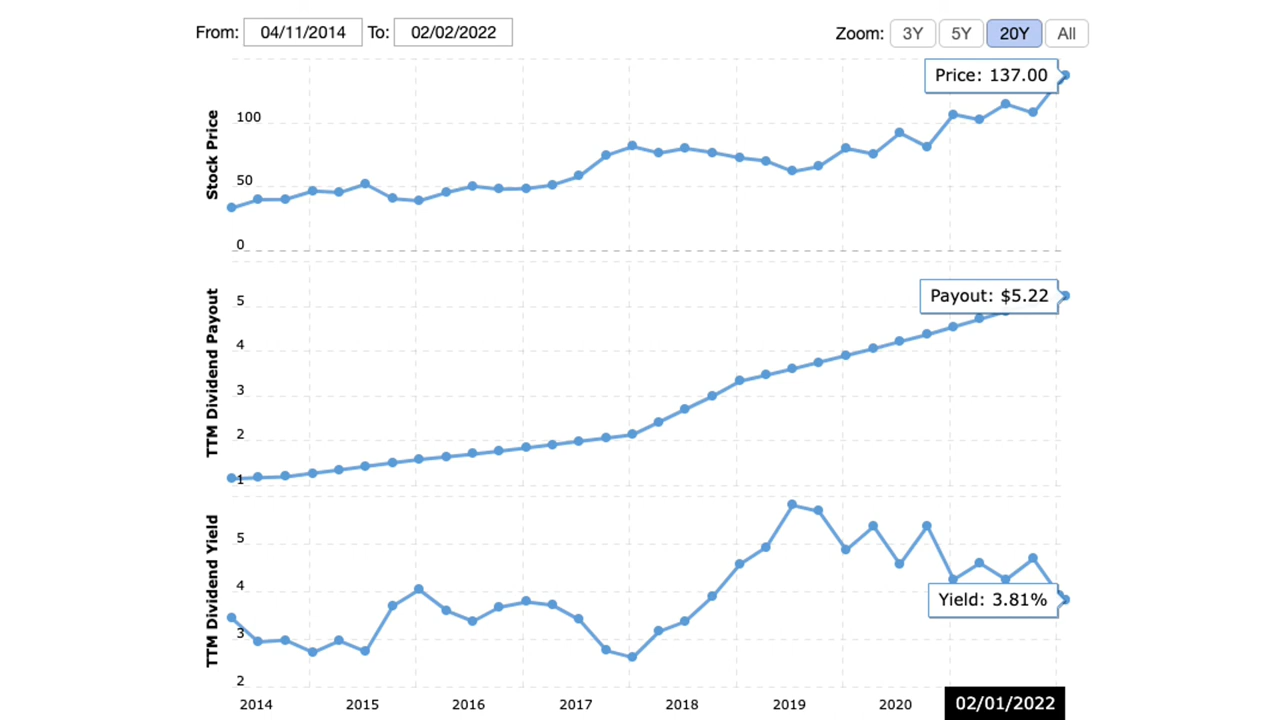 From: 04/11/2014 To: 02/02/2022 Zoom: 3Y 5Y 20Y All
Price: 137.00
Stock Price
100
50
0
Payout: $5.22
TTM Dividend Payout
5
4
3
2
1
TTM Dividend Yield
5
4
3
2
Yield: 3.81%
2014 2015 2016 2017 2018 2019 2020 02/01/2022